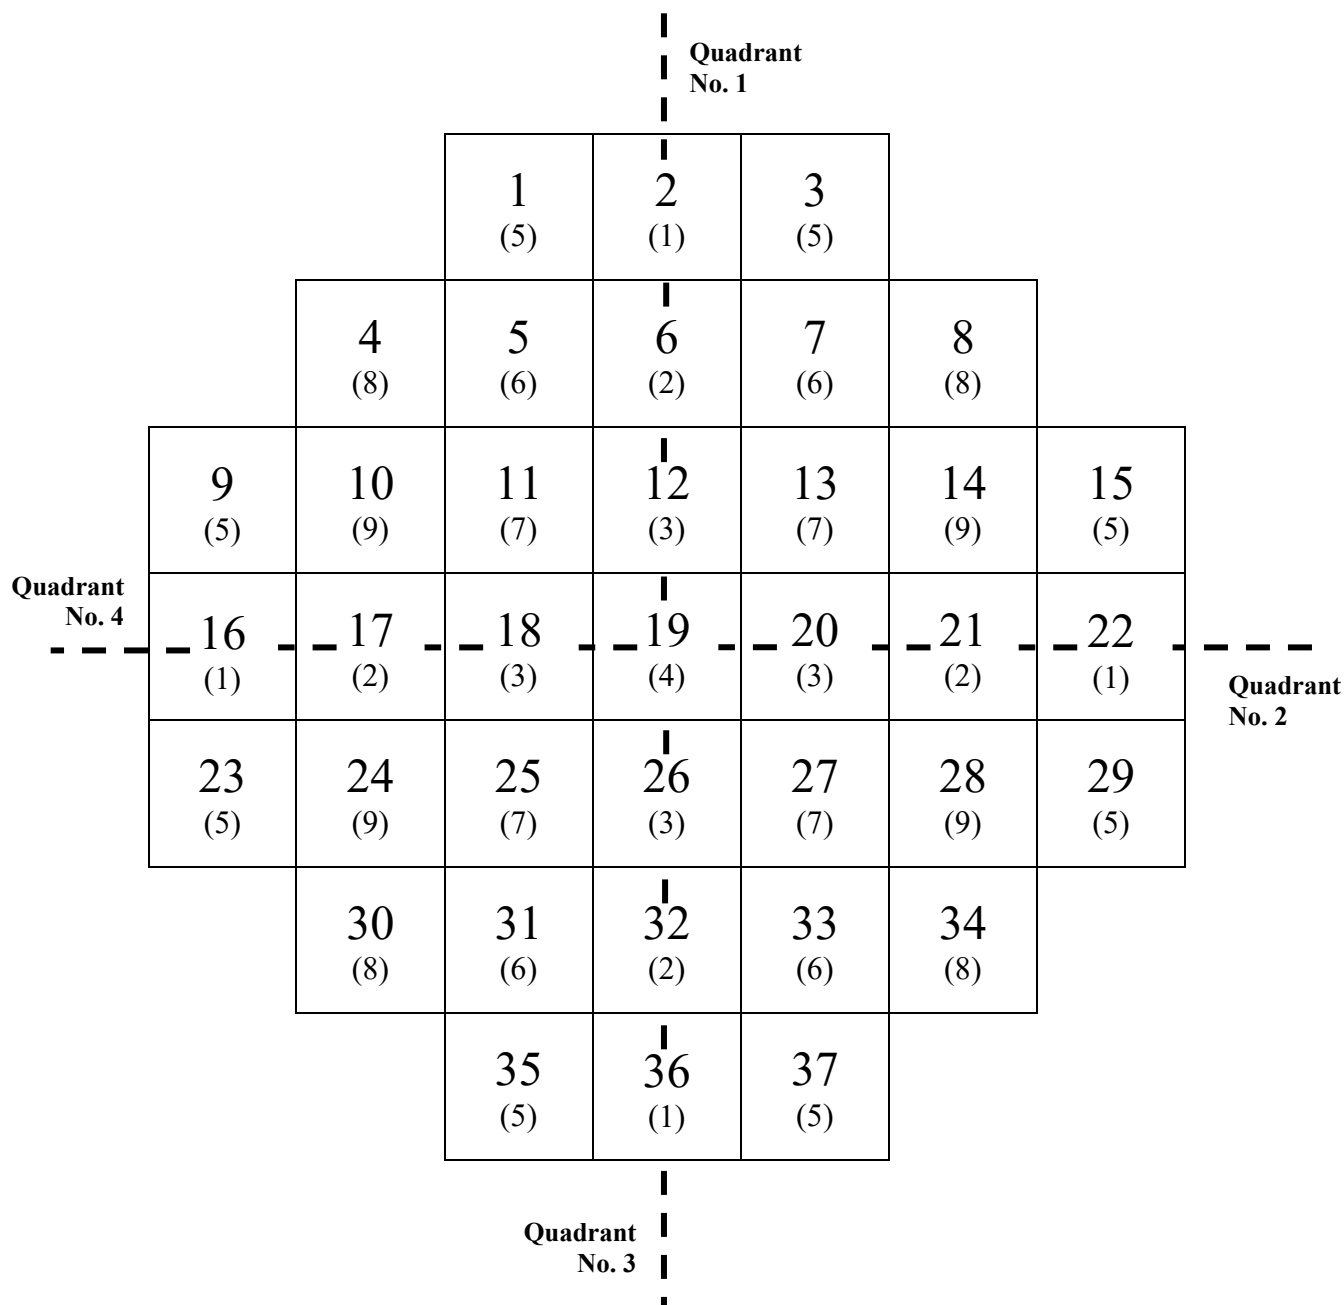 Quadrant
No. 1
1 2 3
(5) (1) (5)
4 5 6 7 8
(8) (6) (2) (6) (8)
9 10 11 12 13 14 15
(5) (9) (7) (3) (7) (9) (5)
Quadrant
No. 4
16 17 18 19 20 21 22
(1) (2) (3) (4) (3) (2) (1)
Quadrant
No. 2
23 24 25 26 27 28 29
(5) (9) (7) (3) (7) (9) (5)
30 31 32 33 34
(8) (6) (2) (6) (8)
35 36 37
(5) (1) (5)
Quadrant
No. 3